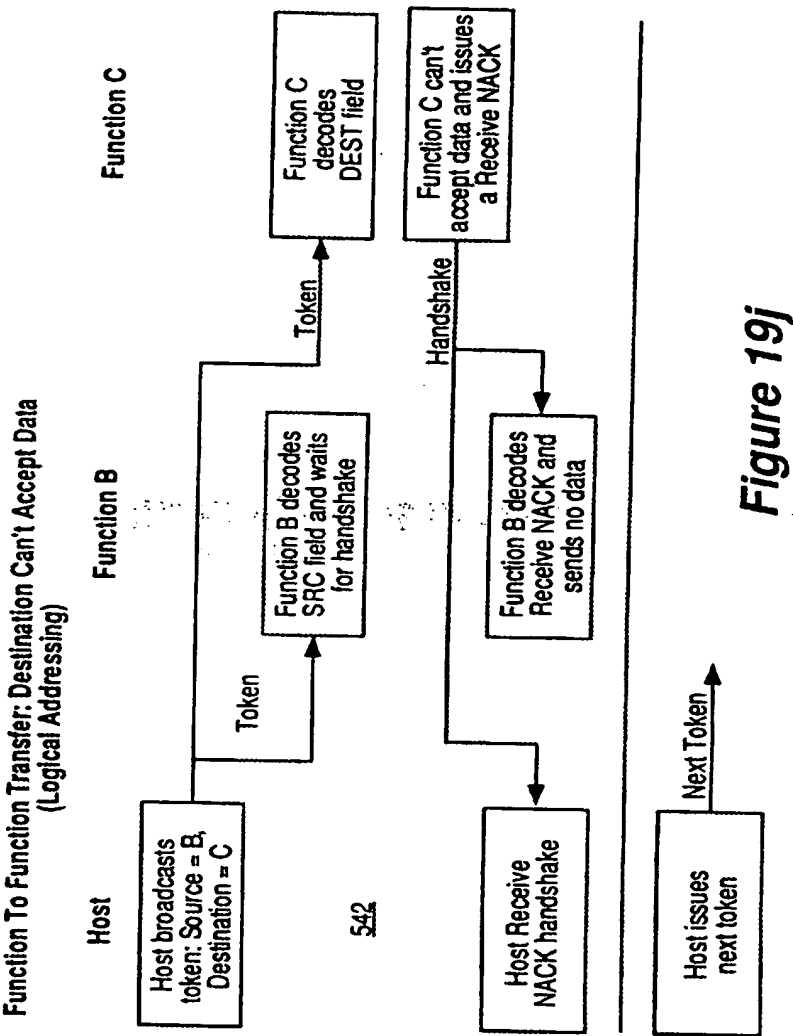 Function To Function Transfer: Destination Can't Accept Data
(Logical Addressing)
Host
Function B
Function C
Host broadcasts
token: Source = B,
Destination = C
Token
Function B decodes
SRC field and waits
for handshake
Token
Function C
decodes
DEST field
542
Handshake
Function C can't
accept data and issues
a Receive NACK
Function B decodes
Receive NACK and
sends no data
Host Receive
NACK handshake
Host issues
next token
Next Token
Figure 19j